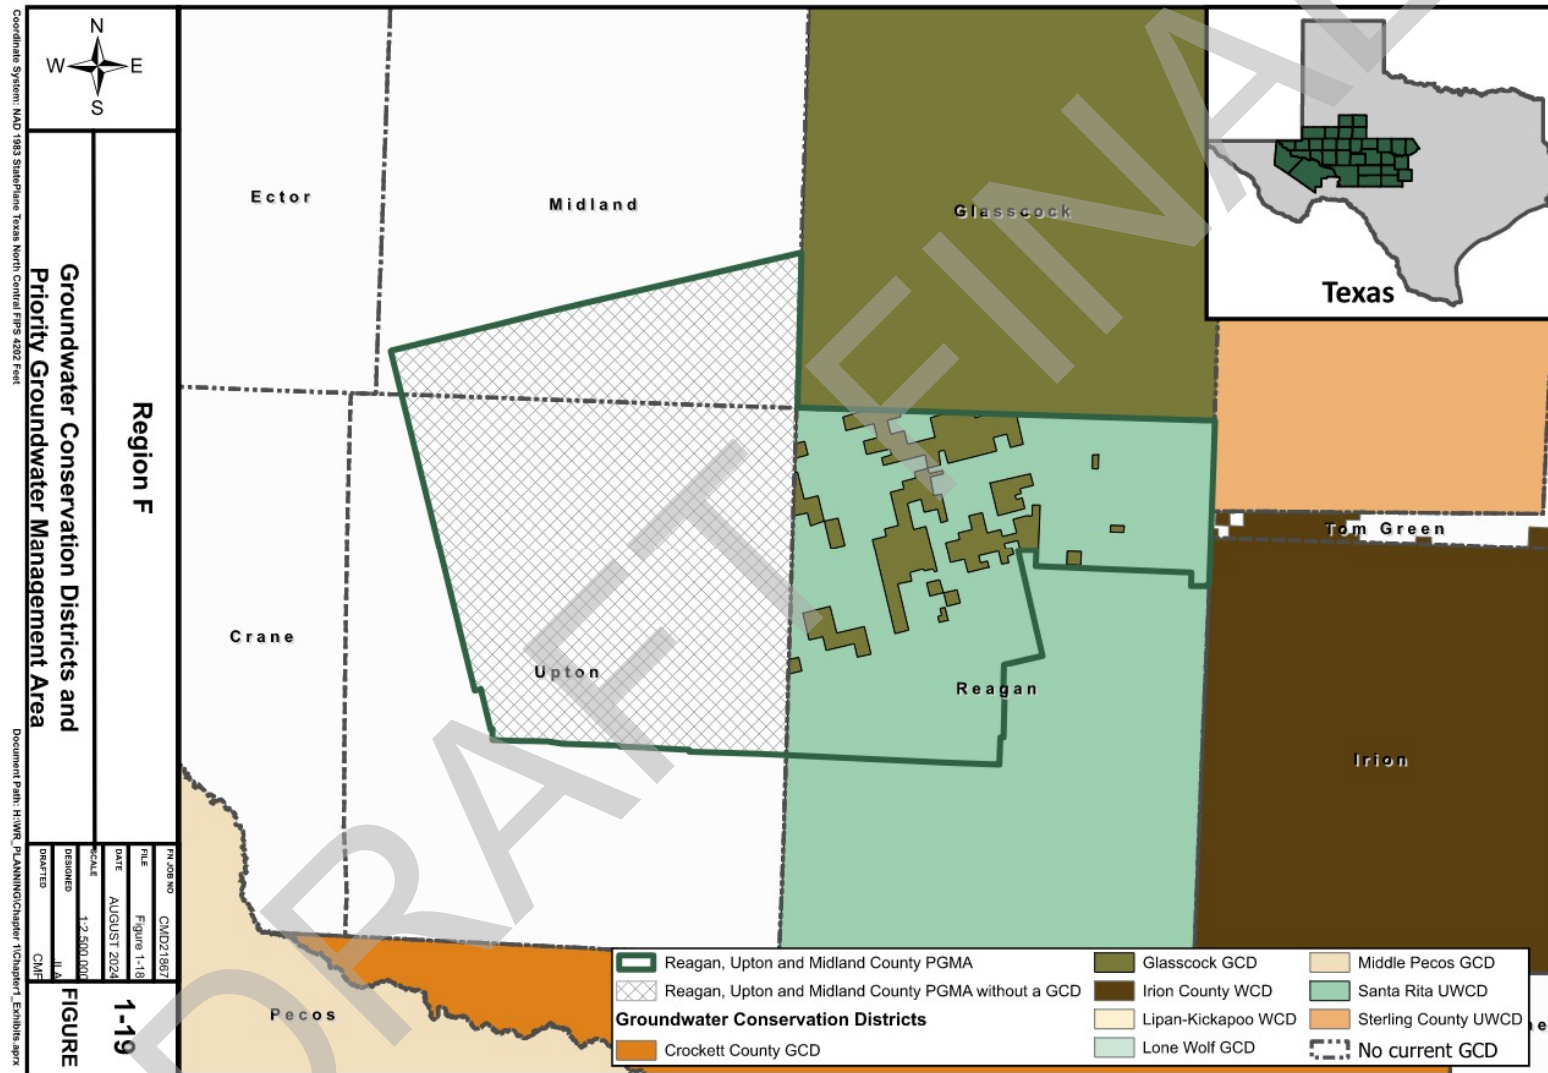 N
W E
S
Coordinate System: NAD 1983 StatePlane Texas North Central FIPS 4202 Feet
Document Path: H:\WR_PLANNING\Chapter 1\Chapter1_Exhibits.aprx
Region F
Groundwater Conservation Districts and
Priority Groundwater Management Area
FN JOB NO CMD21867
FILE Figure 1-18
DATE AUGUST 2024
SCALE 1:2,500,000
DESIGNED
DRAFTED CMF
FIGURE
1-19
Ector
Midland
Glasscock
Texas
Tom Green
Crane
Upton
Reagan
Irion
Pecos
DRAFT FINAL
Reagan, Upton and Midland County PGMA
Reagan, Upton and Midland County PGMA without a GCD
Groundwater Conservation Districts
Crockett County GCD
Glasscock GCD
Irion County WCD
Lipan-Kickapoo WCD
Lone Wolf GCD
Middle Pecos GCD
Santa Rita UWCD
Sterling County UWCD
No current GCD